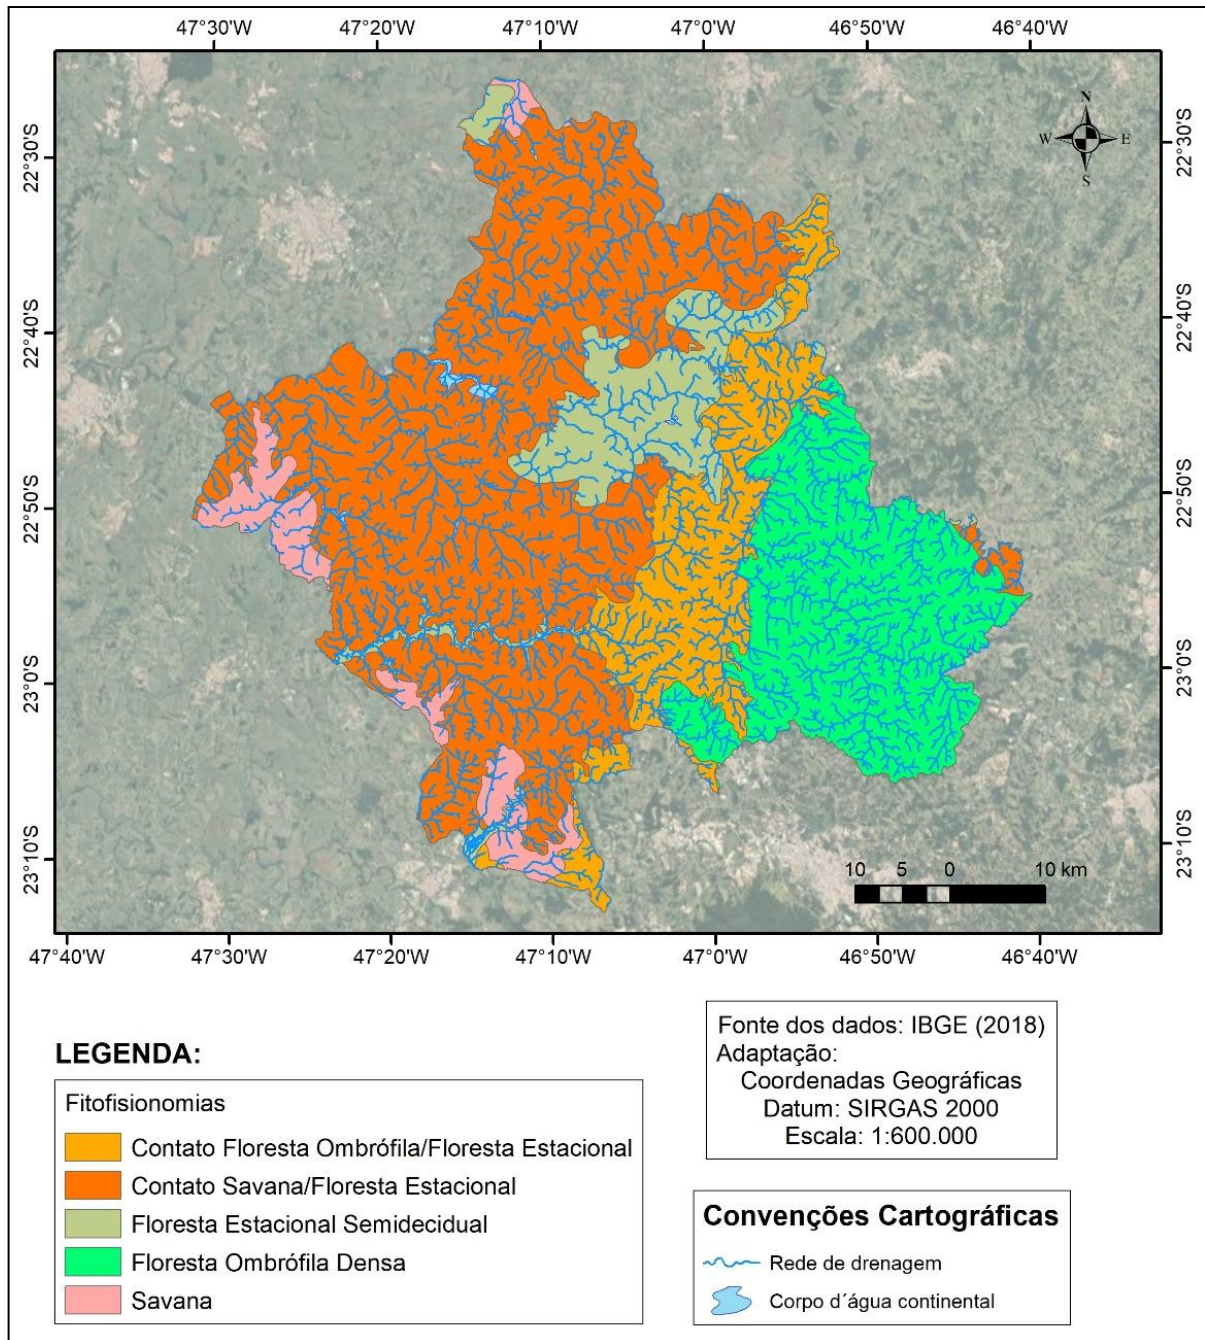 47°30'W 47°20'W 47°10'W 47°0'W 46°50'W 46°40'W
N
W E
S
22°30'S 22°30'S
22°40'S 22°40'S
22°50'S 22°50'S
23°0'S 23°0'S
23°10'S 23°10'S
10 5 0 10 km
47°40'W 47°30'W 47°20'W 47°10'W 47°0'W 46°50'W 46°40'W
LEGENDA:
Fitofisionomias
Contato Floresta Ombrófila/Floresta Estacional
Contato Savana/Floresta Estacional
Floresta Estacional Semidecidual
Floresta Ombrófila Densa
Savana
Fonte dos dados: IBGE (2018)
Adaptação:
Coordenadas Geográficas
Datum: SIRGAS 2000
Escala: 1:600.000
Convenções Cartográficas
Rede de drenagem
Corpo d´água continental